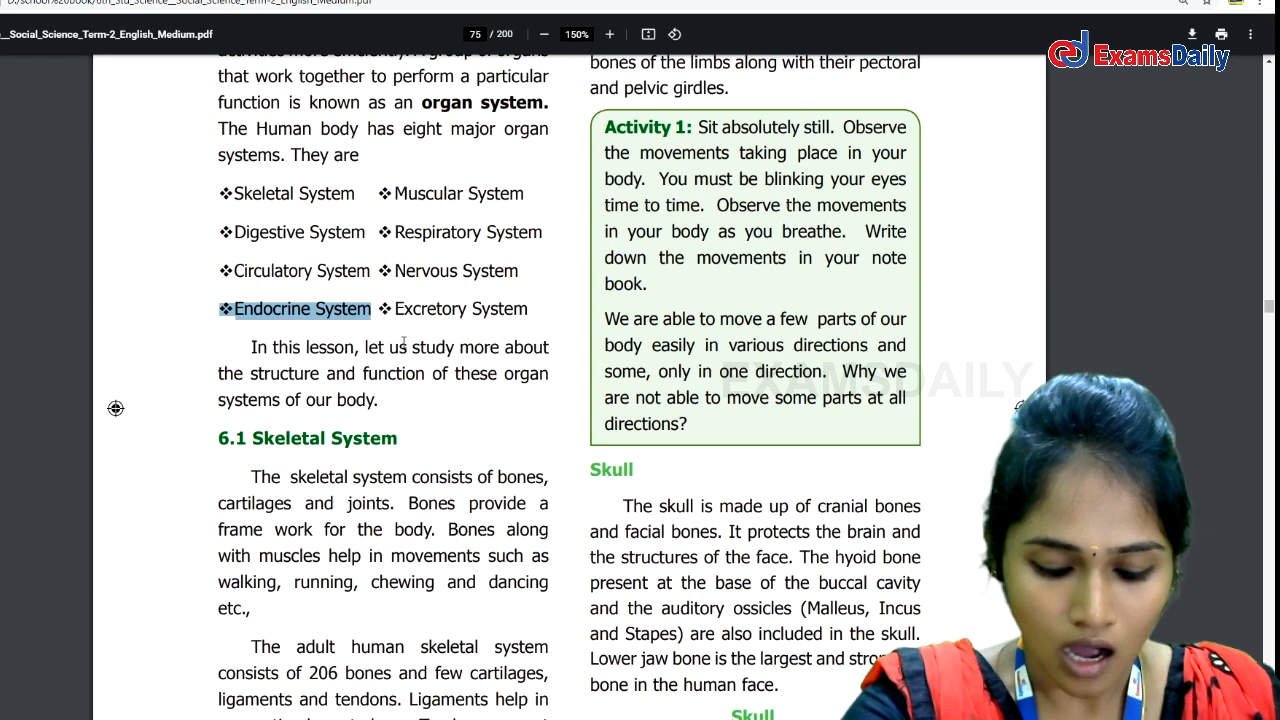 D:/school%20book/6th_Std_Science__Social_Science_Term-2_English_Medium.pdf
__Social_Science_Term-2_English_Medium.pdf
75 / 200
150%
ExamsDaily
that work together to perform a particular
function is known as an organ system.
The Human body has eight major organ
systems. They are
❖Skeletal System ❖Muscular System
❖Digestive System ❖Respiratory System
❖Circulatory System ❖Nervous System
❖Endocrine System ❖Excretory System
In this lesson, let us study more about
the structure and function of these organ
systems of our body.
6.1 Skeletal System
The skeletal system consists of bones,
cartilages and joints. Bones provide a
frame work for the body. Bones along
with muscles help in movements such as
walking, running, chewing and dancing
etc.,
The adult human skeletal system
consists of 206 bones and few cartilages,
ligaments and tendons. Ligaments help in
bones of the limbs along with their pectoral
and pelvic girdles.
Activity 1: Sit absolutely still. Observe
the movements taking place in your
body. You must be blinking your eyes
time to time. Observe the movements
in your body as you breathe. Write
down the movements in your note
book.
We are able to move a few parts of our
body easily in various directions and
some, only in one direction. Why we
are not able to move some parts at all
directions?
EXAMSDAILY
Skull
The skull is made up of cranial bones
and facial bones. It protects the brain and
the structures of the face. The hyoid bone
present at the base of the buccal cavity
and the auditory ossicles (Malleus, Incus
and Stapes) are also included in the skull.
Lower jaw bone is the largest and
bone in the human face.
Skull